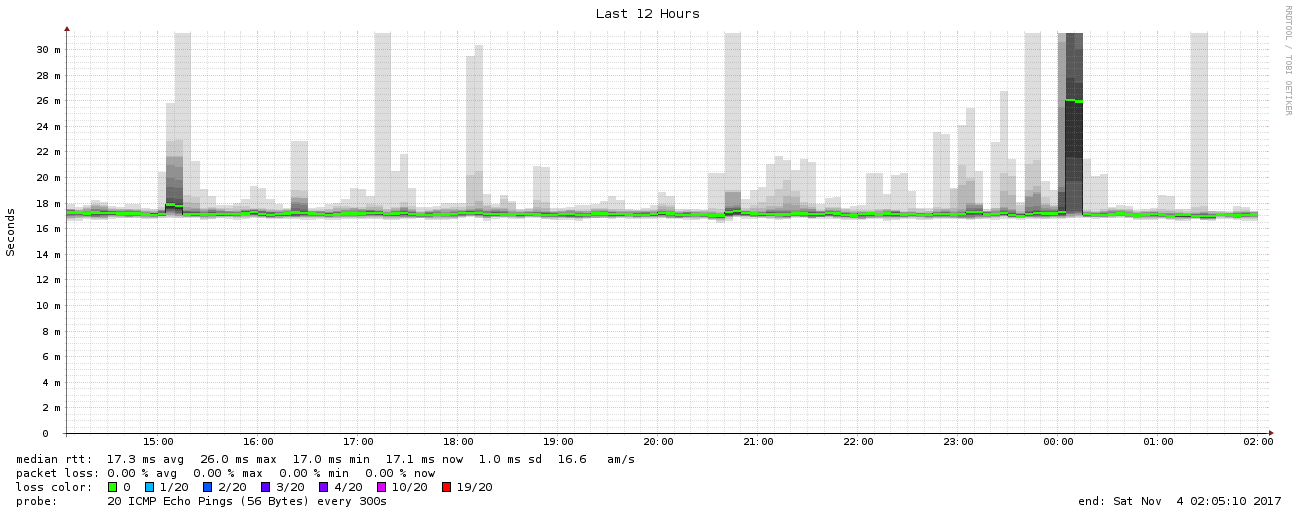 Last 12 Hours
RRDTOOL / TOBI OETIKER
Seconds
30 m
28 m
26 m
24 m
22 m
20 m
18 m
16 m
14 m
12 m
10 m
8 m
6 m
4 m
2 m
0
15:00 16:00 17:00 18:00 19:00 20:00 21:00 22:00 23:00 00:00 01:00 02:00
median rtt: 17.3 ms avg 26.0 ms max 17.0 ms min 17.1 ms now 1.0 ms sd 16.6 am/s
packet loss: 0.00 % avg 0.00 % max 0.00 % min 0.00 % now
loss color: 0 1/20 2/20 3/20 4/20 10/20 19/20
probe: 20 ICMP Echo Pings (56 Bytes) every 300s end: Sat Nov 4 02:05:10 2017